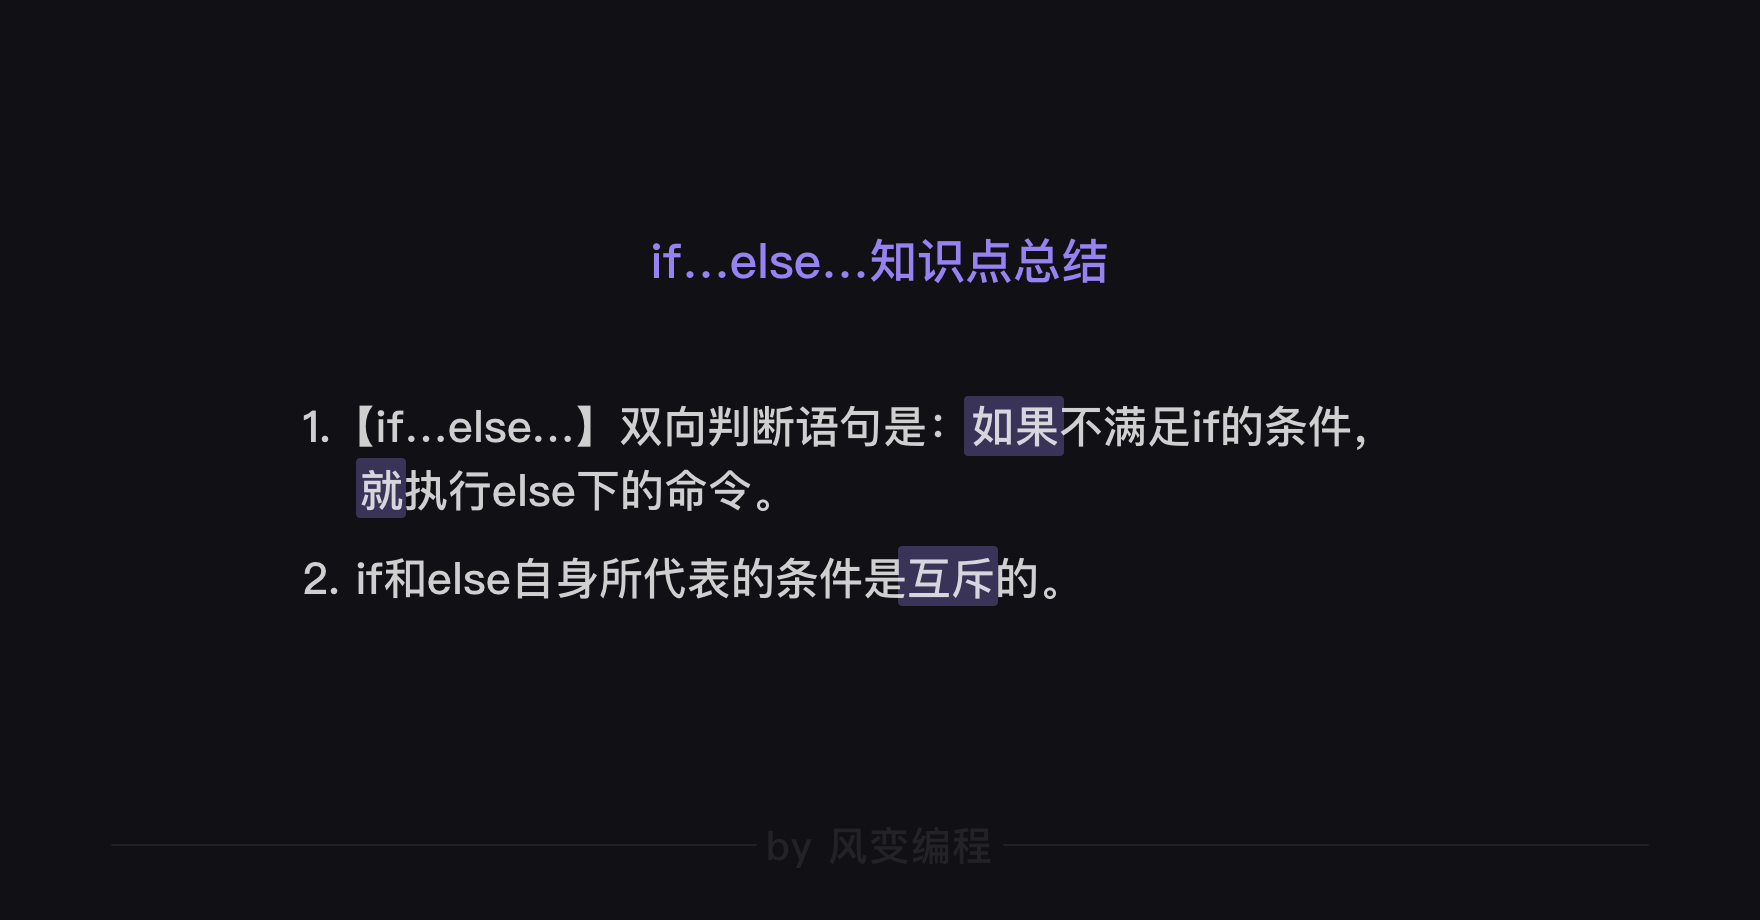 if…else…知识点总结
1.【if…else…】双向判断语句是：如果不满足if的条件，
就执行else下的命令。
2. if和else自身所代表的条件是互斥的。
by 风变编程